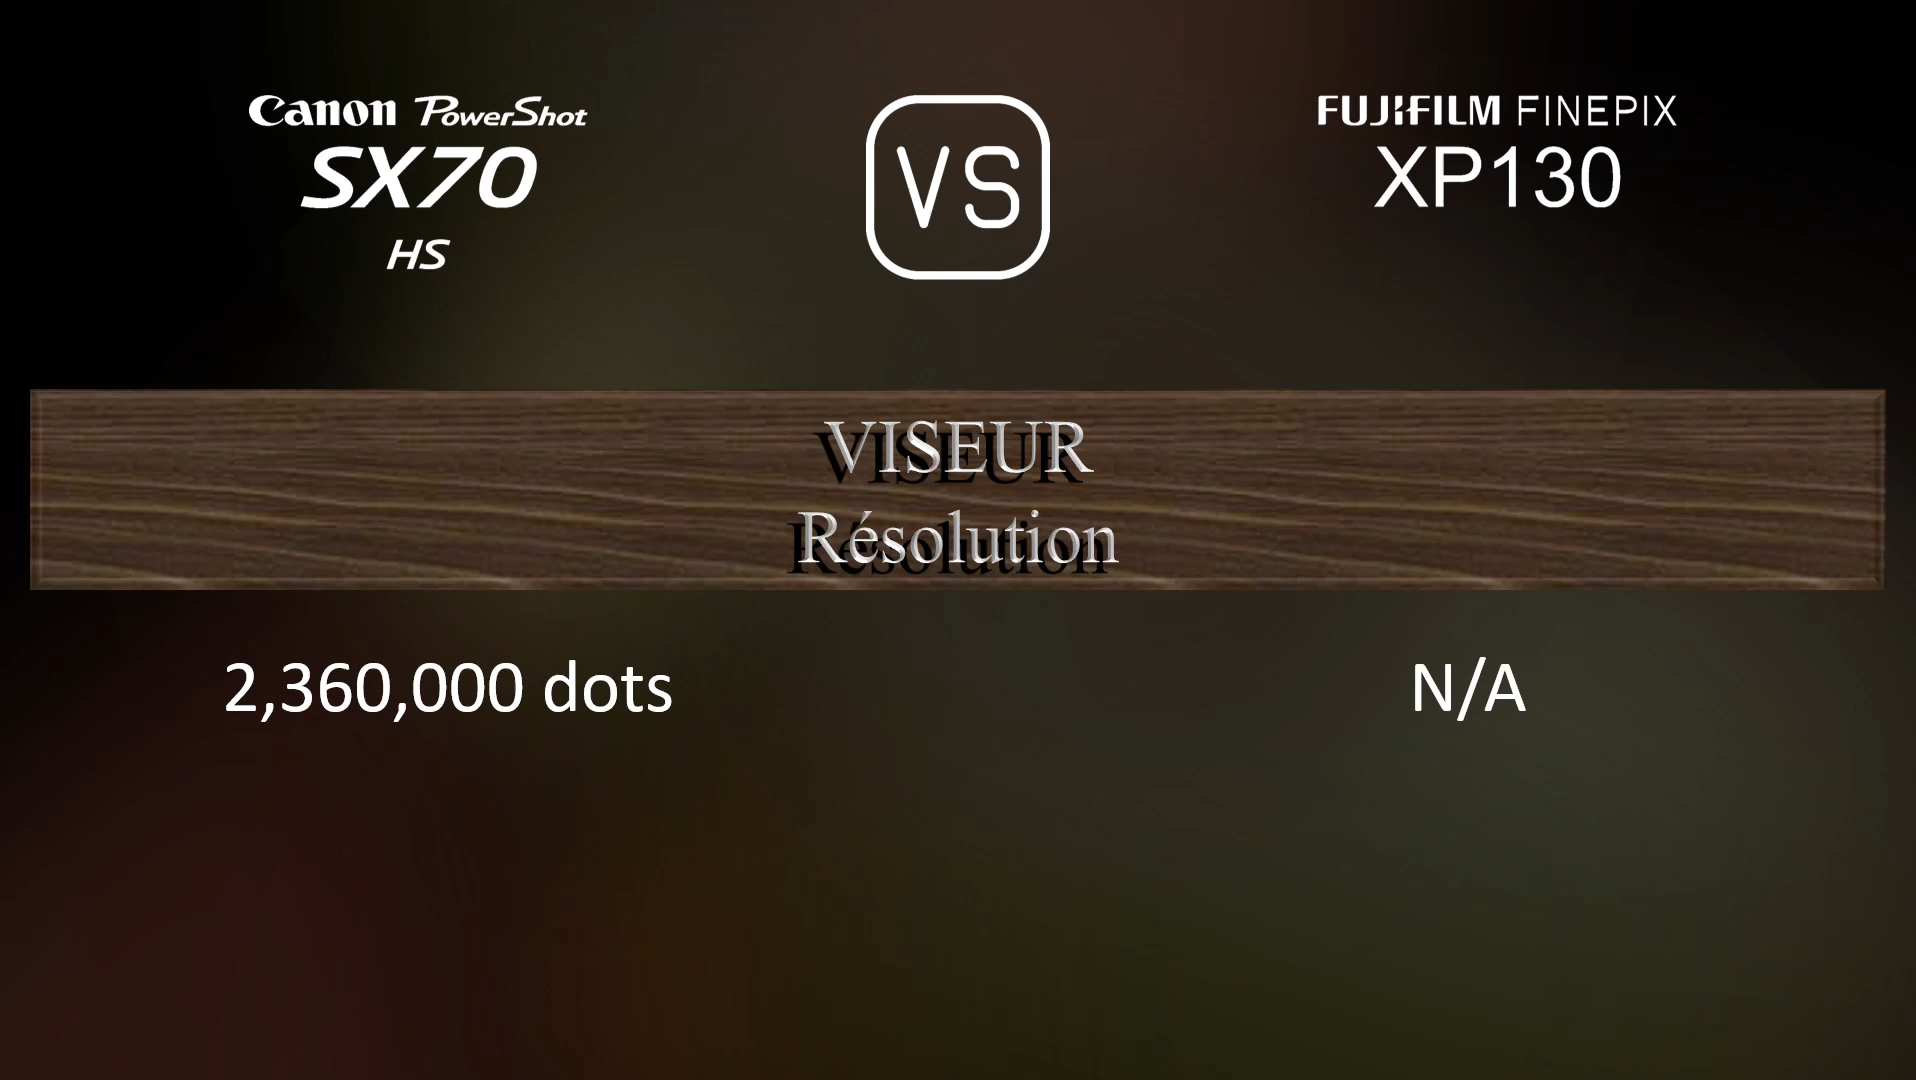 Canon PowerShot
SX70
HS
VS
FUJIFILM FINEPIX
XP130
VISEUR
Résolution
2,360,000 dots
N/A